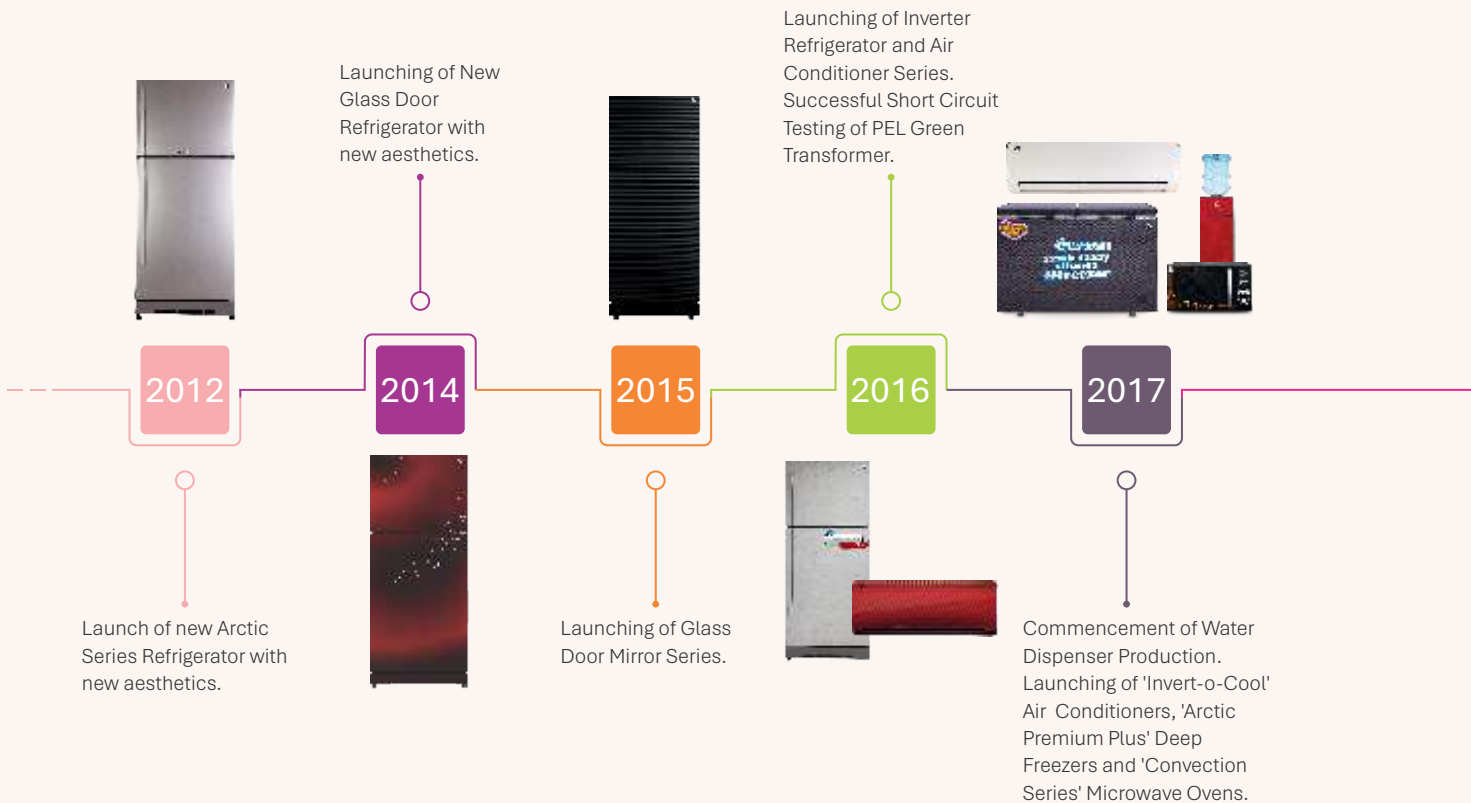 2012
Launch of new Arctic
Series Refrigerator with
new aesthetics.
Launching of New
Glass Door
Refrigerator with
new aesthetics.
2014
2015
Launching of Glass
Door Mirror Series.
Launching of Inverter
Refrigerator and Air
Conditioner Series.
Successful Short Circuit
Testing of PEL Green
Transformer.
2016
2017
Commencement of Water
Dispenser Production.
Launching of 'Invert-o-Cool'
Air Conditioners, 'Arctic
Premium Plus' Deep
Freezers and 'Convection
Series' Microwave Ovens.